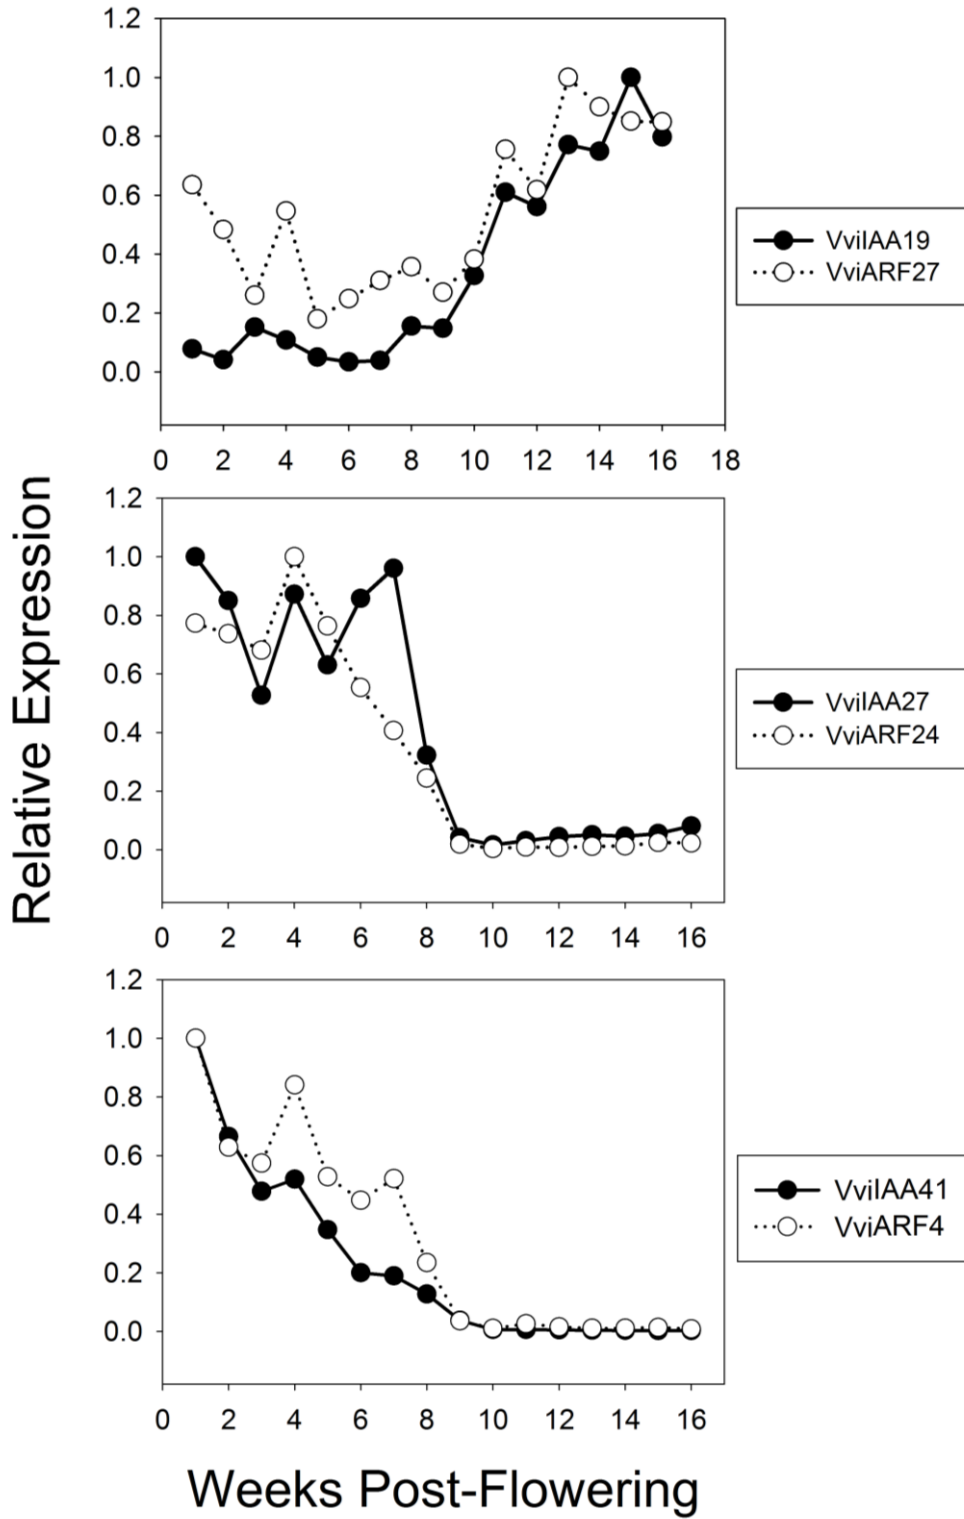 Relative Expression
1.2
1.0
0.8
0.6
0.4
0.2
0.0
0 2 4 6 8 10 12 14 16 18
VviIAA19
VviARF27
1.2
1.0
0.8
0.6
0.4
0.2
0.0
0 2 4 6 8 10 12 14 16
VviIAA27
VviARF24
1.2
1.0
0.8
0.6
0.4
0.2
0.0
0 2 4 6 8 10 12 14 16
VviIAA41
VviARF4
Weeks Post-Flowering